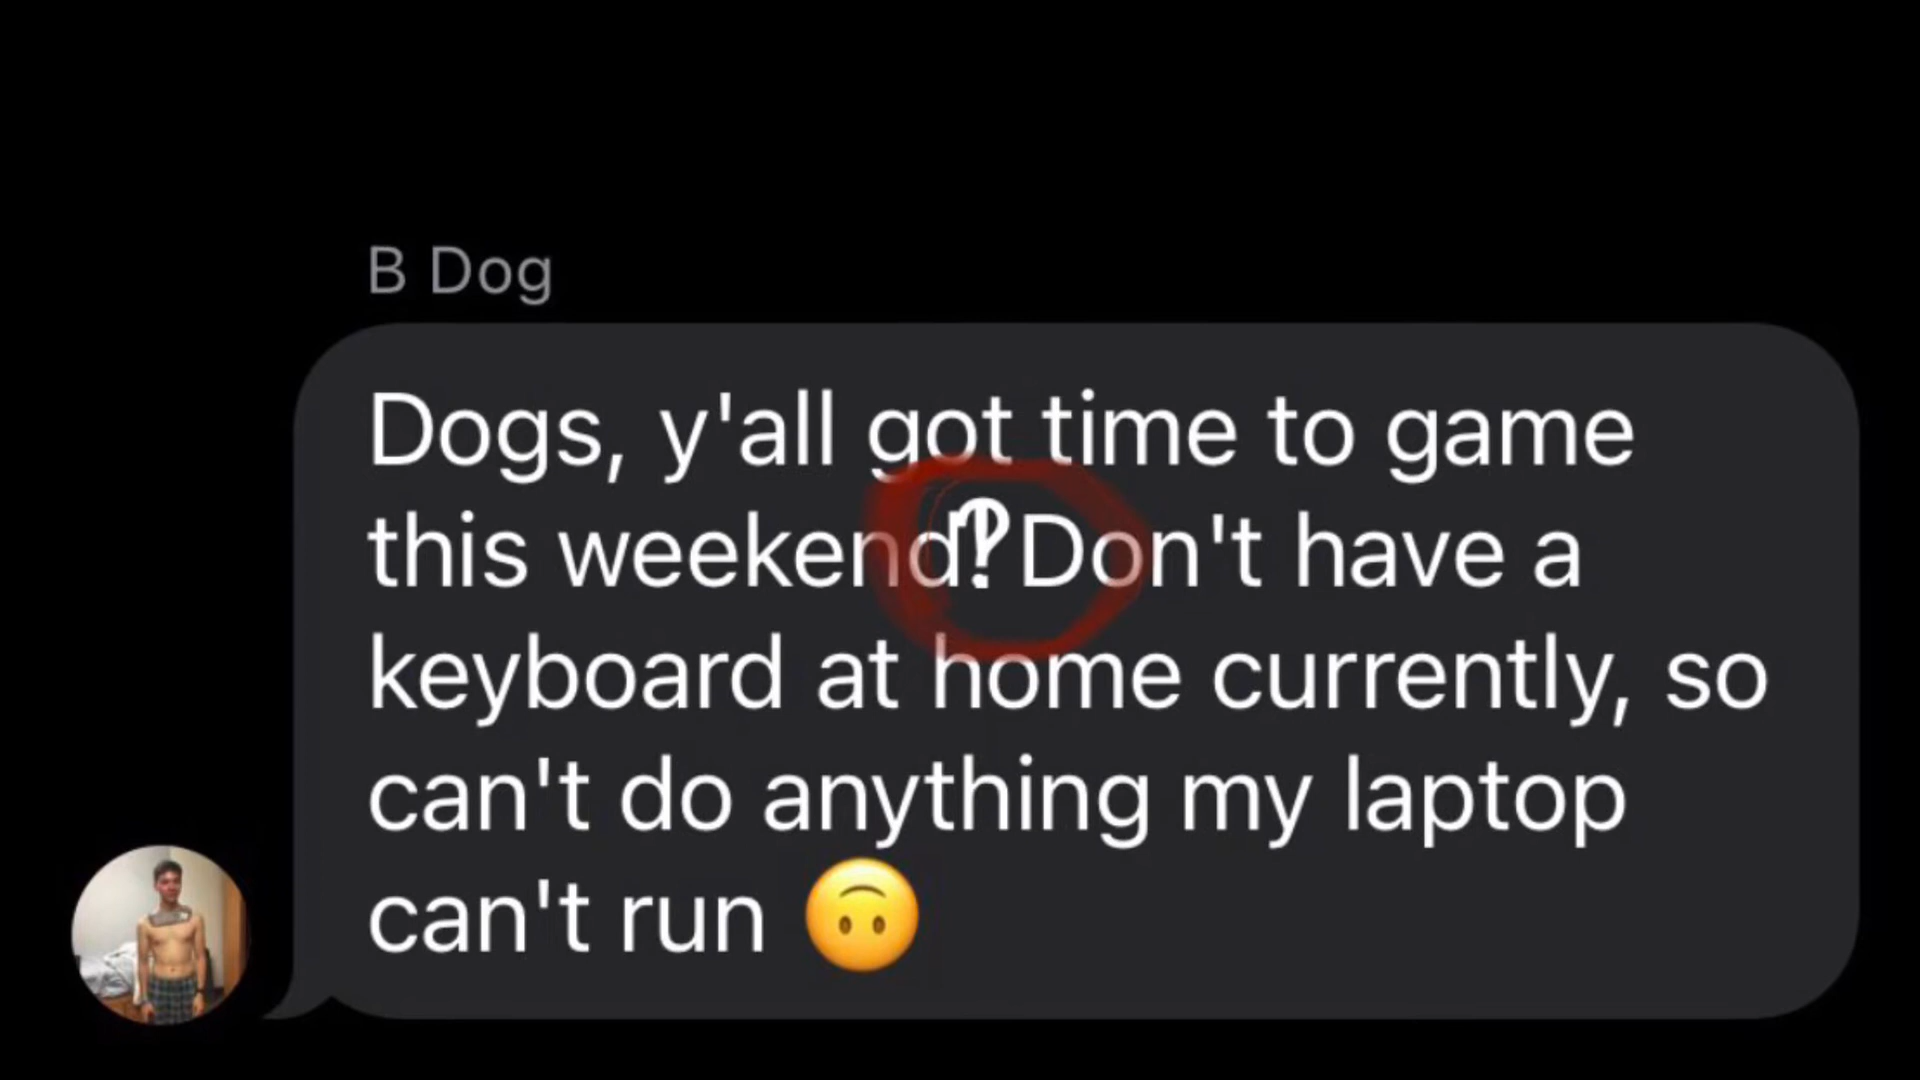 B Dog
Dogs, y'all got time to game
this weekend‽Don't have a
keyboard at home currently, so
can't do anything my laptop
can't run 🙃